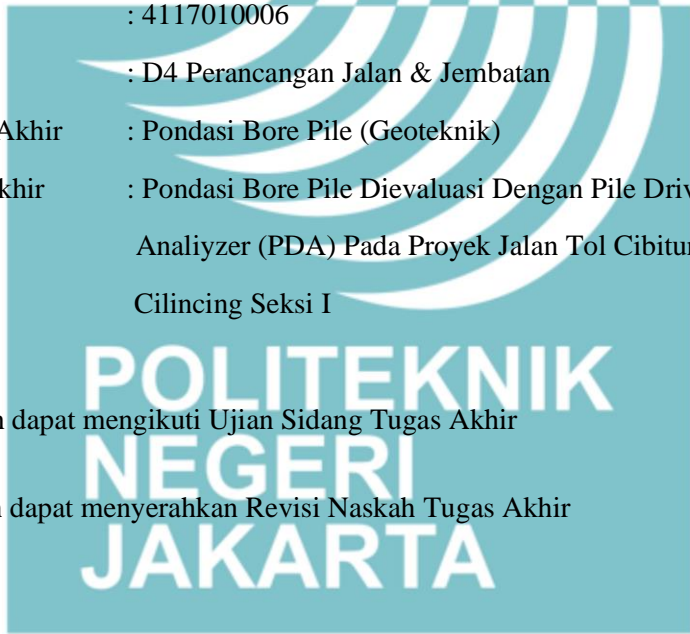 : 4117010006
: D4 Perancangan Jalan & Jembatan
Akhir : Pondasi Bore Pile (Geoteknik)
khir : Pondasi Bore Pile Dievaluasi Dengan Pile Driv
Analiyzer (PDA) Pada Proyek Jalan Tol Cibitun
Cilincing Seksi I
POLITEKNIK
n dapat mengikuti Ujian Sidang Tugas Akhir
NEGERI
n dapat menyerahkan Revisi Naskah Tugas Akhir
JAKARTA